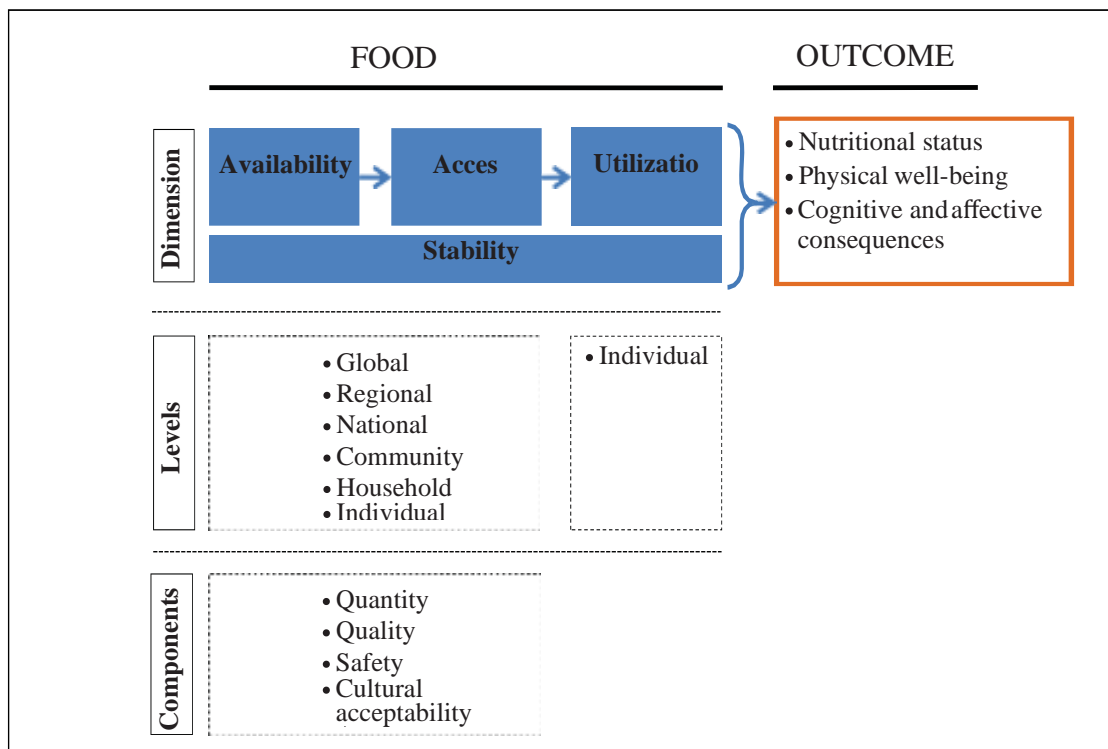 FOOD
OUTCOME
Dimension
Availability
Acces
Utilizatio
Stability
• Nutritional status
• Physical well-being
• Cognitive and affective
consequences
Levels
• Global
• Regional
• National
• Community
• Household
• Individual
• Individual
Components
• Quantity
• Quality
• Safety
• Cultural
acceptability